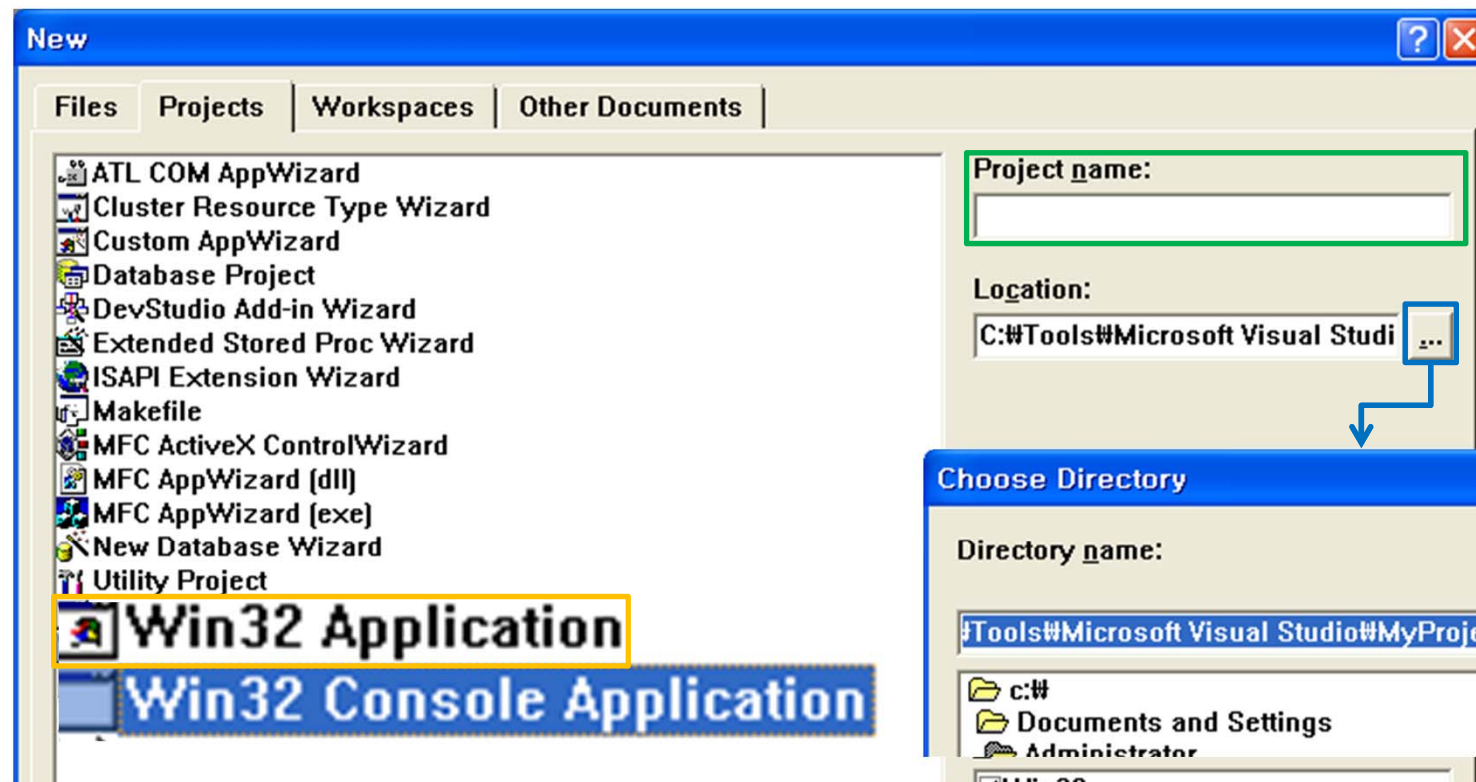 New
Files Projects Workspaces Other Documents
ATL COM AppWizard
Cluster Resource Type Wizard
Custom AppWizard
Database Project
DevStudio Add-in Wizard
Extended Stored Proc Wizard
ISAPI Extension Wizard
Makefile
MFC ActiveX ControlWizard
MFC AppWizard (dll)
MFC AppWizard (exe)
New Database Wizard
Utility Project
Win32 Application
Win32 Console Application
Project name:
Location:
C:₩Tools₩Microsoft Visual Studi ...
Choose Directory
Directory name:
₩Tools₩Microsoft Visual Studio₩MyProje
c:₩
Documents and Settings
Administrator